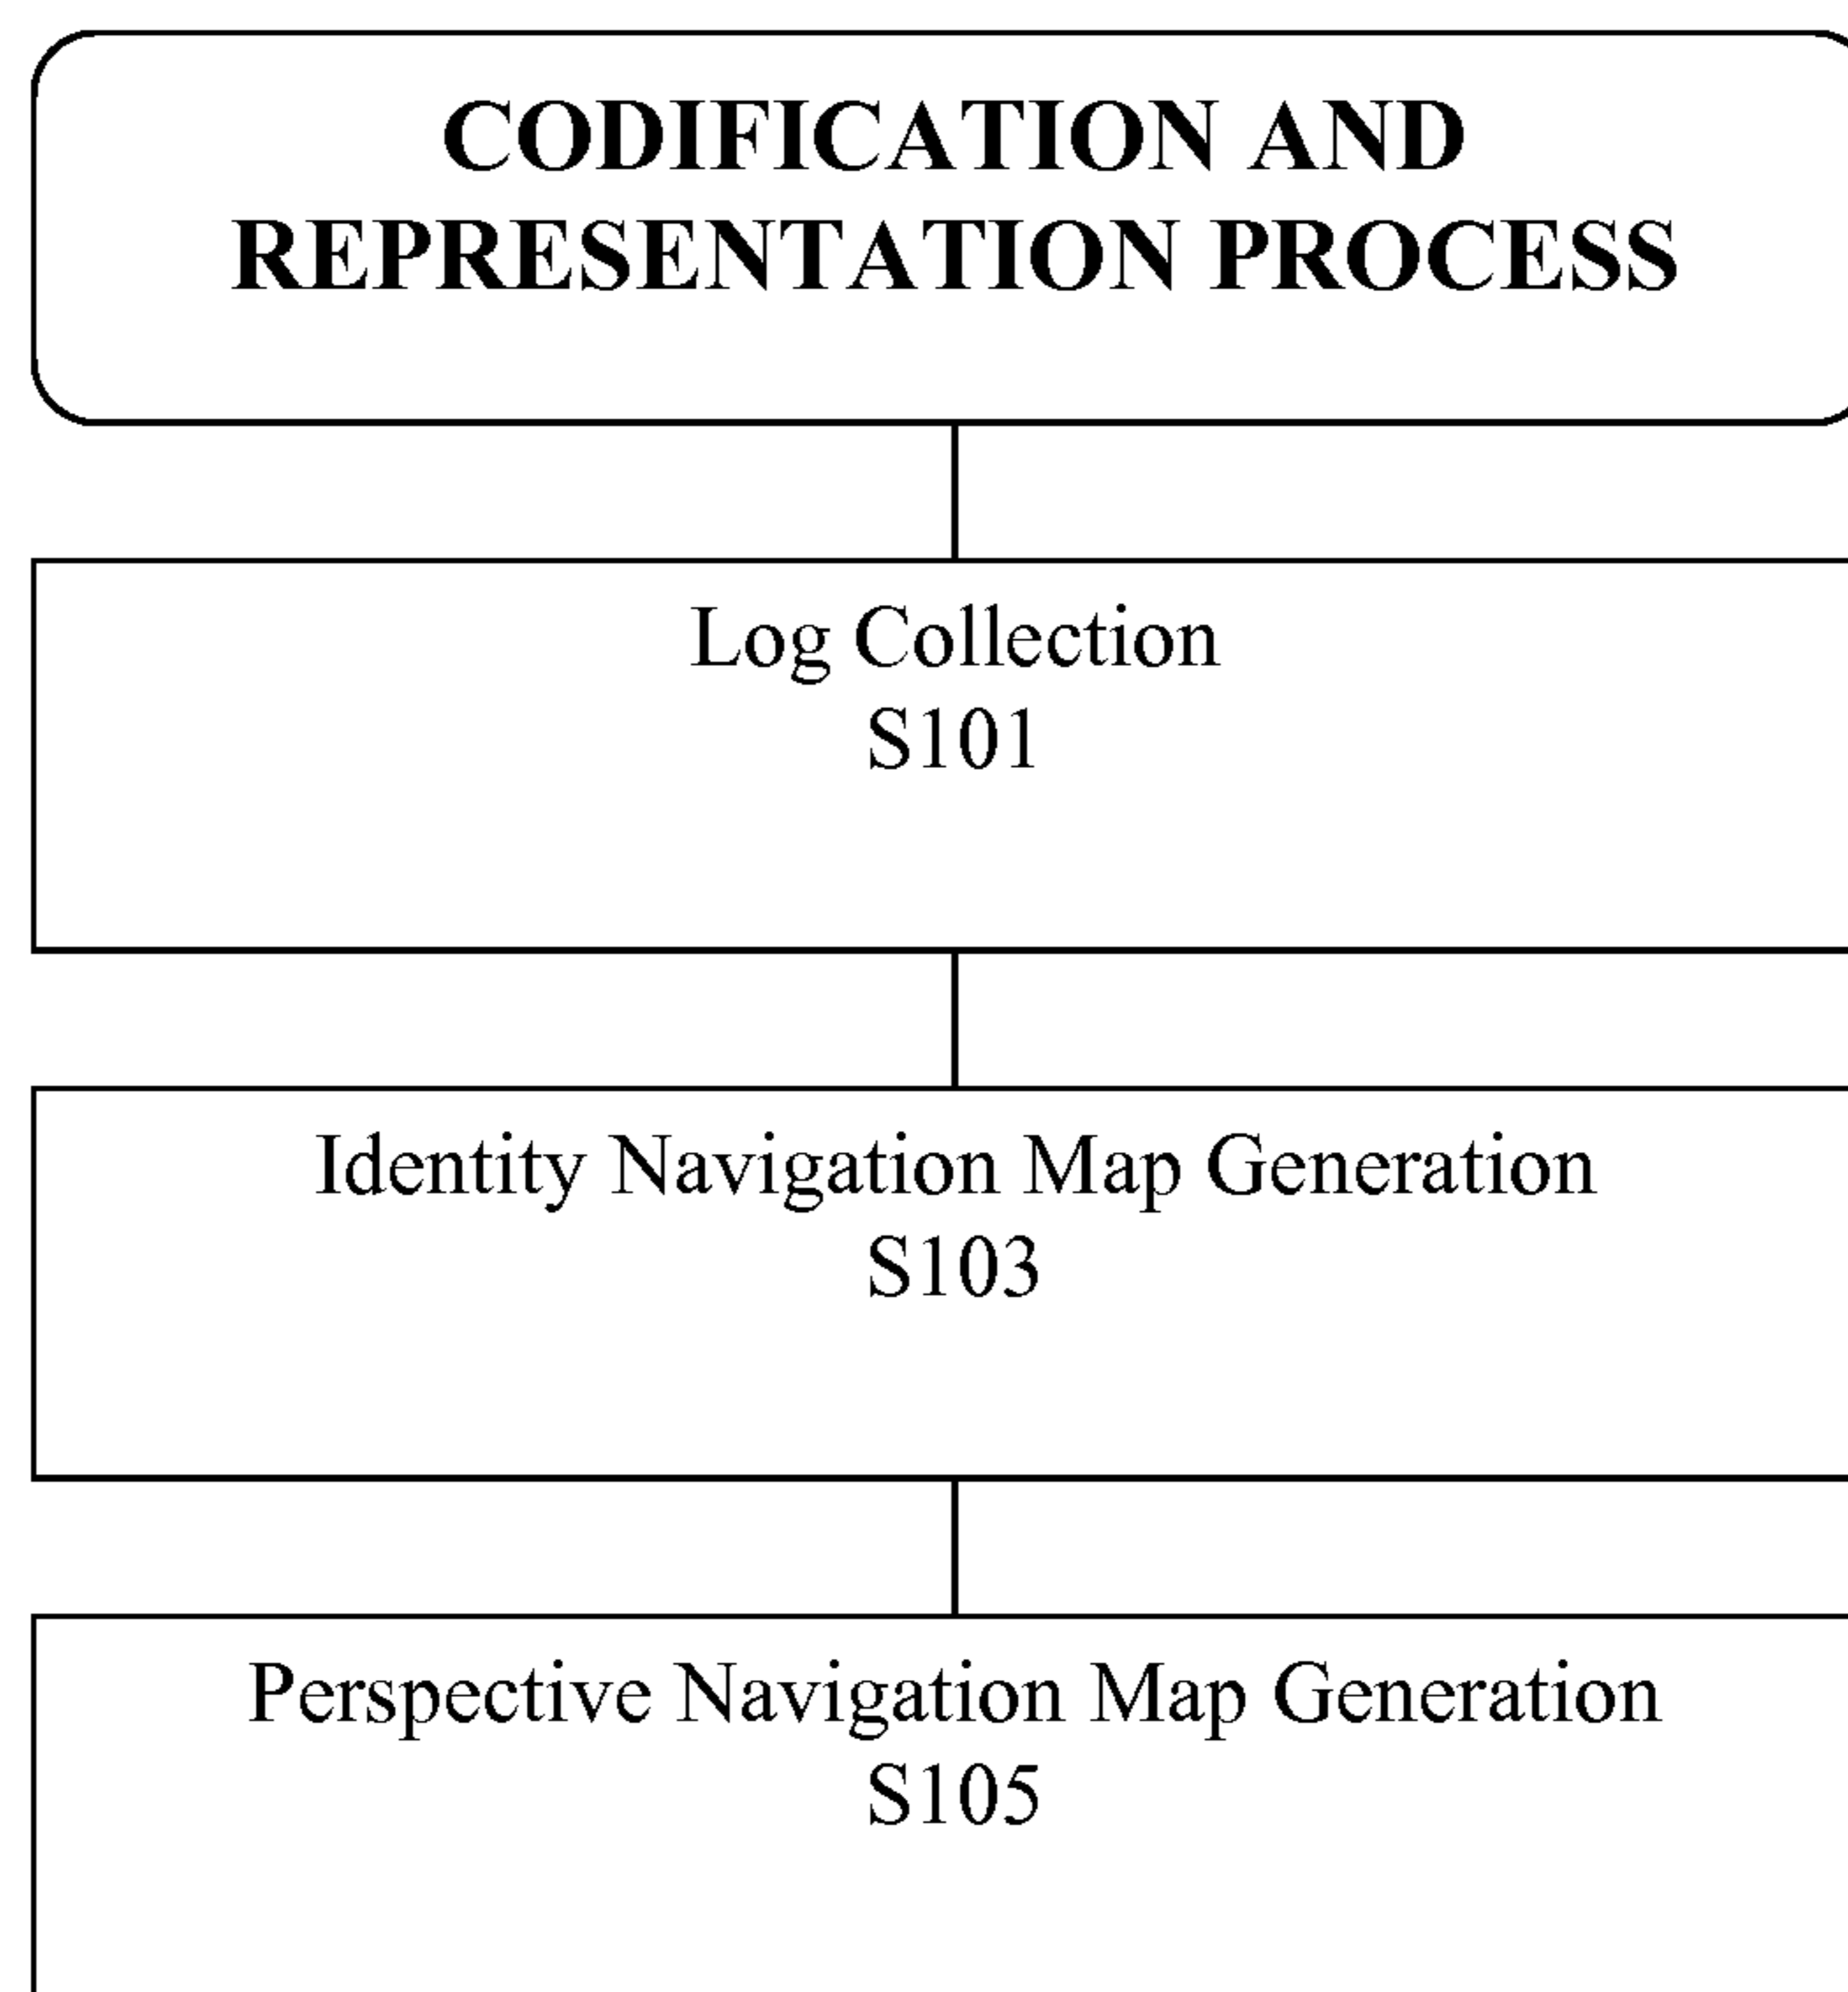 CODIFICATION AND
REPRESENTATION PROCESS
Log Collection
S101
Identity Navigation Map Generation
S103
Perspective Navigation Map Generation
S105